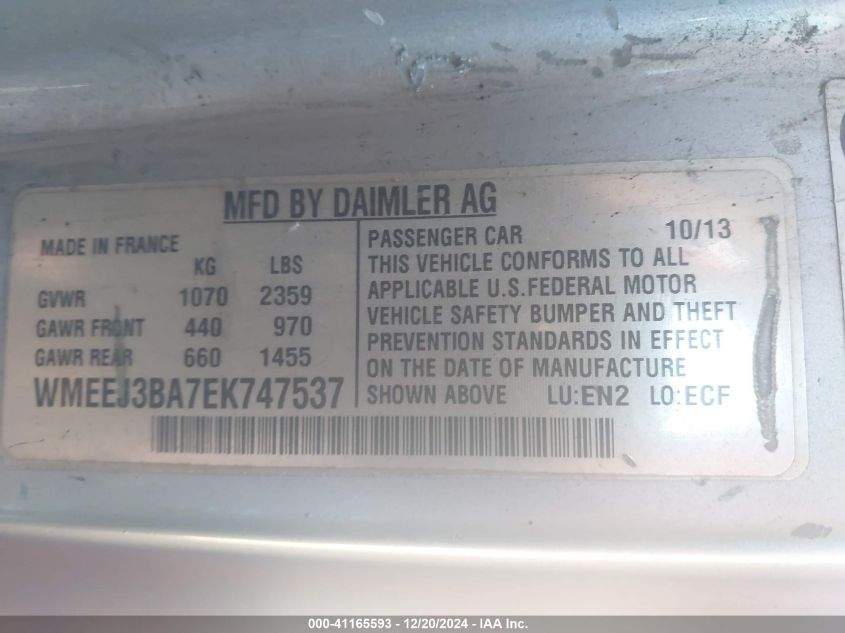 MFD BY DAIMLER AG
MADE IN FRANCE
KG LBS
GVWR 1070 2359
GAWR FRONT 440 970
GAWR REAR 660 1455
WMEEJ3BA7EK747537
PASSENGER CAR 10/13
THIS VEHICLE CONFORMS TO ALL
APPLICABLE U.S.FEDERAL MOTOR
VEHICLE SAFETY BUMPER AND THEFT
PREVENTION STANDARDS IN EFFECT
ON THE DATE OF MANUFACTURE
SHOWN ABOVE LU:EN2 LO:ECF
000-41165593 - 12/20/2024 - IAA Inc.